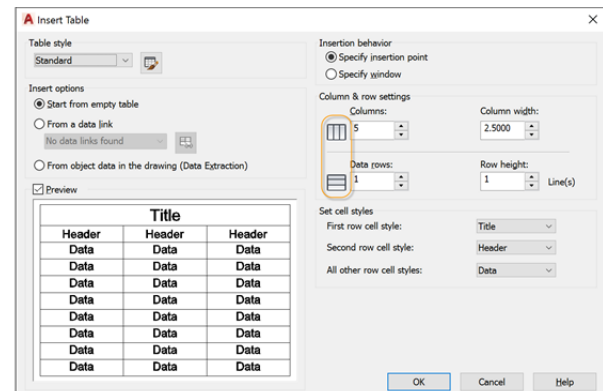 A Insert Table
Table style
Standard
Insert options
Start from empty table
From a data link
No data links found
From object data in the drawing (Data Extraction)
Preview
Title
Header Header Header
Data Data Data
Data Data Data
Data Data Data
Data Data Data
Data Data Data
Data Data Data
Data Data Data
Data Data Data
Insertion behavior
Specify insertion point
Specify window
Column & row settings
Columns: Column width:
5 2.5000
Data rows: Row height:
1 1 Line(s)
Set cell styles
First row cell style: Title
Second row cell style: Header
All other row cell styles: Data
OK Cancel Help